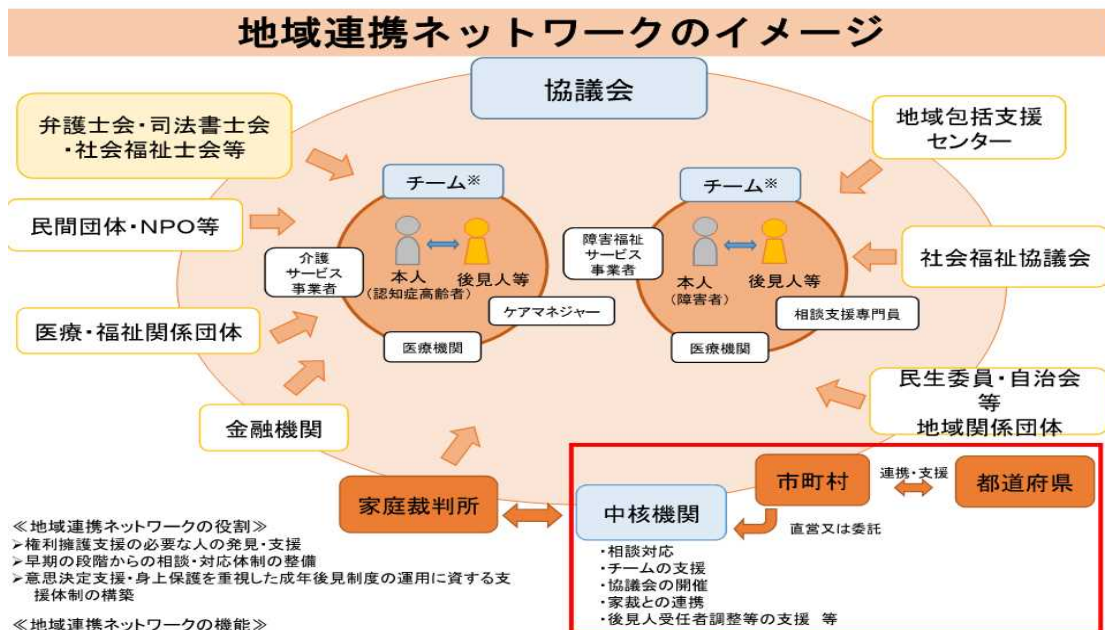 地域連携ネットワークのイメージ
協議会
弁護士会・司法書士会
・社会福祉士会等
民間団体・NPO等
医療・福祉関係団体
金融機関
チーム※
介護
サービス
事業者
本人
(認知症高齢者)
後見人等
ケアマネジャー
医療機関
チーム※
障害福祉
サービス
事業者
本人
(障害者)
後見人等
相談支援専門員
医療機関
地域包括支援
センター
社会福祉協議会
民生委員・自治会
等
地域関係団体
家庭裁判所
中核機関
市町村
連携・支援
都道府県
直営又は委託
・相談対応
・チームの支援
・協議会の開催
・家裁との連携
・後見人受任者調整等の支援 等
≪地域連携ネットワークの役割≫
➢権利擁護支援の必要な人の発見・支援
➢早期の段階からの相談・対応体制の整備
➢意思決定支援・身上保護を重視した成年後見制度の運用に資する支
援体制の構築
≪地域連携ネットワークの機能≫